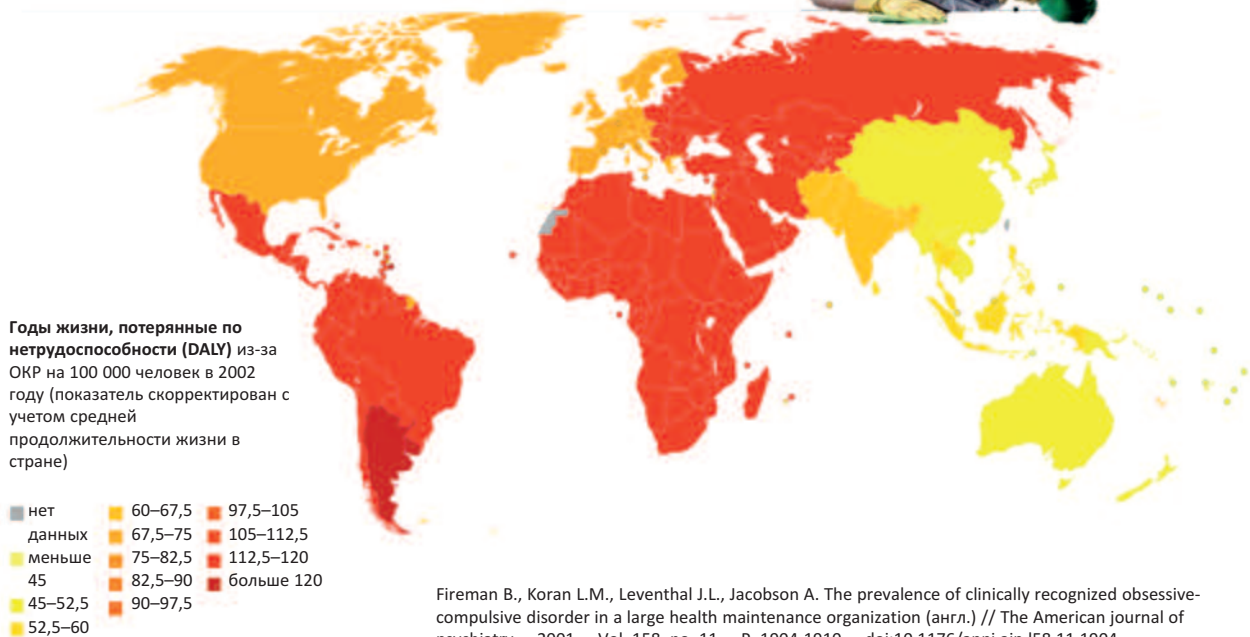 Годы жизни, потерянные по
нетрудоспособности (DALY) из-за
ОКР на 100 000 человек в 2002
году (показатель скорректирован с
учетом средней
продолжительности жизни в
стране)
нет
данных
меньше
45
45–52,5
52,5–60
60–67,5
67,5–75
75–82,5
82,5–90
90–97,5
97,5–105
105–112,5
112,5–120
больше 120
Fireman B., Koran L.M., Leventhal J.L., Jacobson A. The prevalence of clinically recognized obsessive-
compulsive disorder in a large health maintenance organization (англ.) // The American journal of